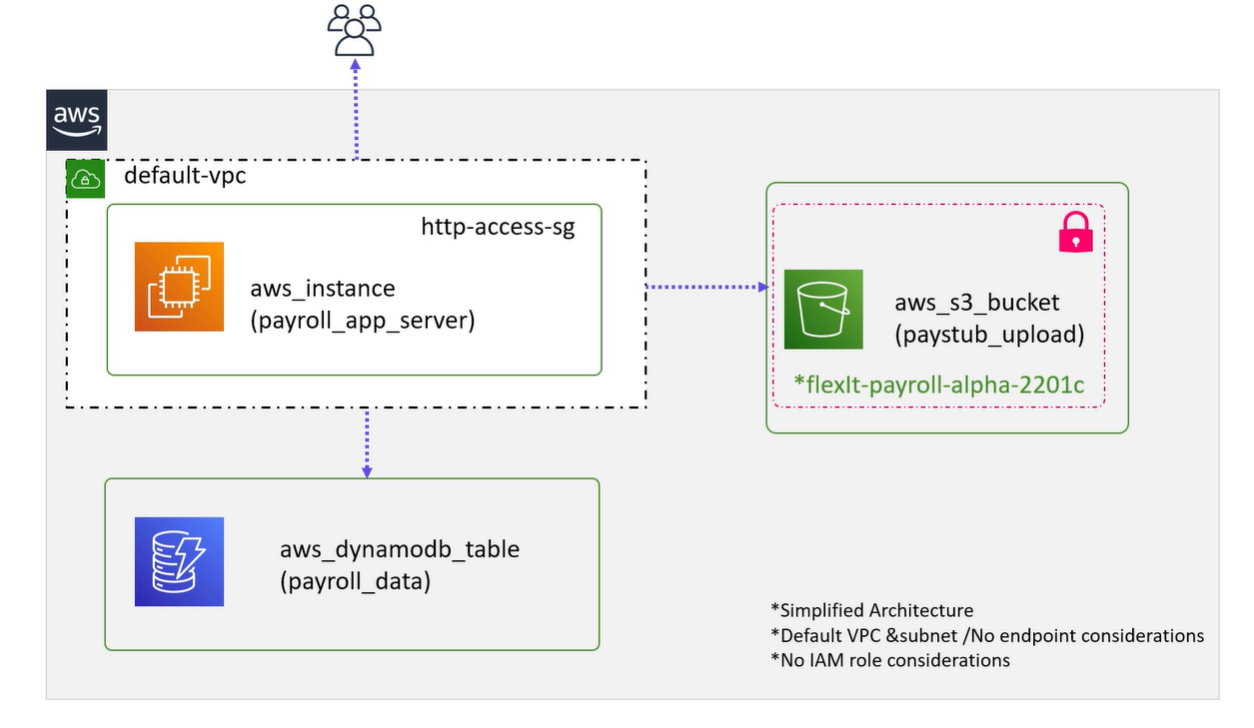 aws
default-vpc
http-access-sg
aws_instance
(payroll_app_server)
aws_s3_bucket
(paystub_upload)
*flexIt-payroll-alpha-2201c
aws_dynamodb_table
(payroll_data)
*Simplified Architecture
*Default VPC &subnet /No endpoint considerations
*No IAM role considerations